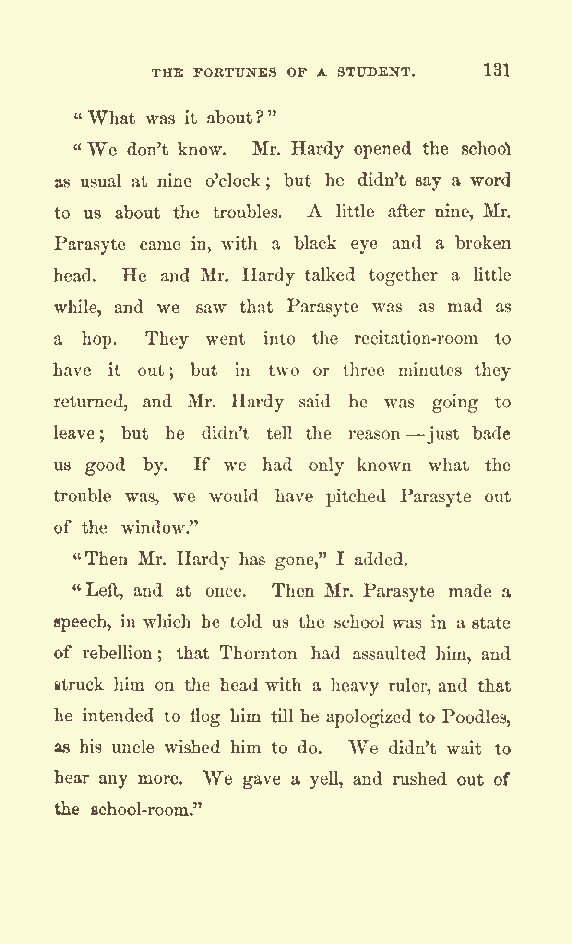 THE FORTUNES OF A STUDENT. 131
"What was it about?"
"We don't know. Mr. Hardy opened the school
as usual at nine o'clock; but he didn't say a word
to us about the troubles. A little after nine, Mr.
Parasyte came in, with a black eye and a broken
head. He and Mr. Hardy talked together a little
while, and we saw that Parasyte was as mad as
a hop. They went into the recitation-room to
have it out; but in two or three minutes they
returned, and Mr. Hardy said he was going to
leave; but he didn't tell the reason — just bade
us good by. If we had only known what the
trouble was, we would have pitched Parasyte out
of the window."
"Then Mr. Hardy has gone," I added.
"Left, and at once. Then Mr. Parasyte made a
speech, in which he told us the school was in a state
of rebellion; that Thornton had assaulted him, and
struck him on the head with a heavy ruler, and that
he intended to flog him till he apologized to Poodles,
as his uncle wished him to do. We didn't wait to
hear any more. We gave a yell, and rushed out of
the school-room."